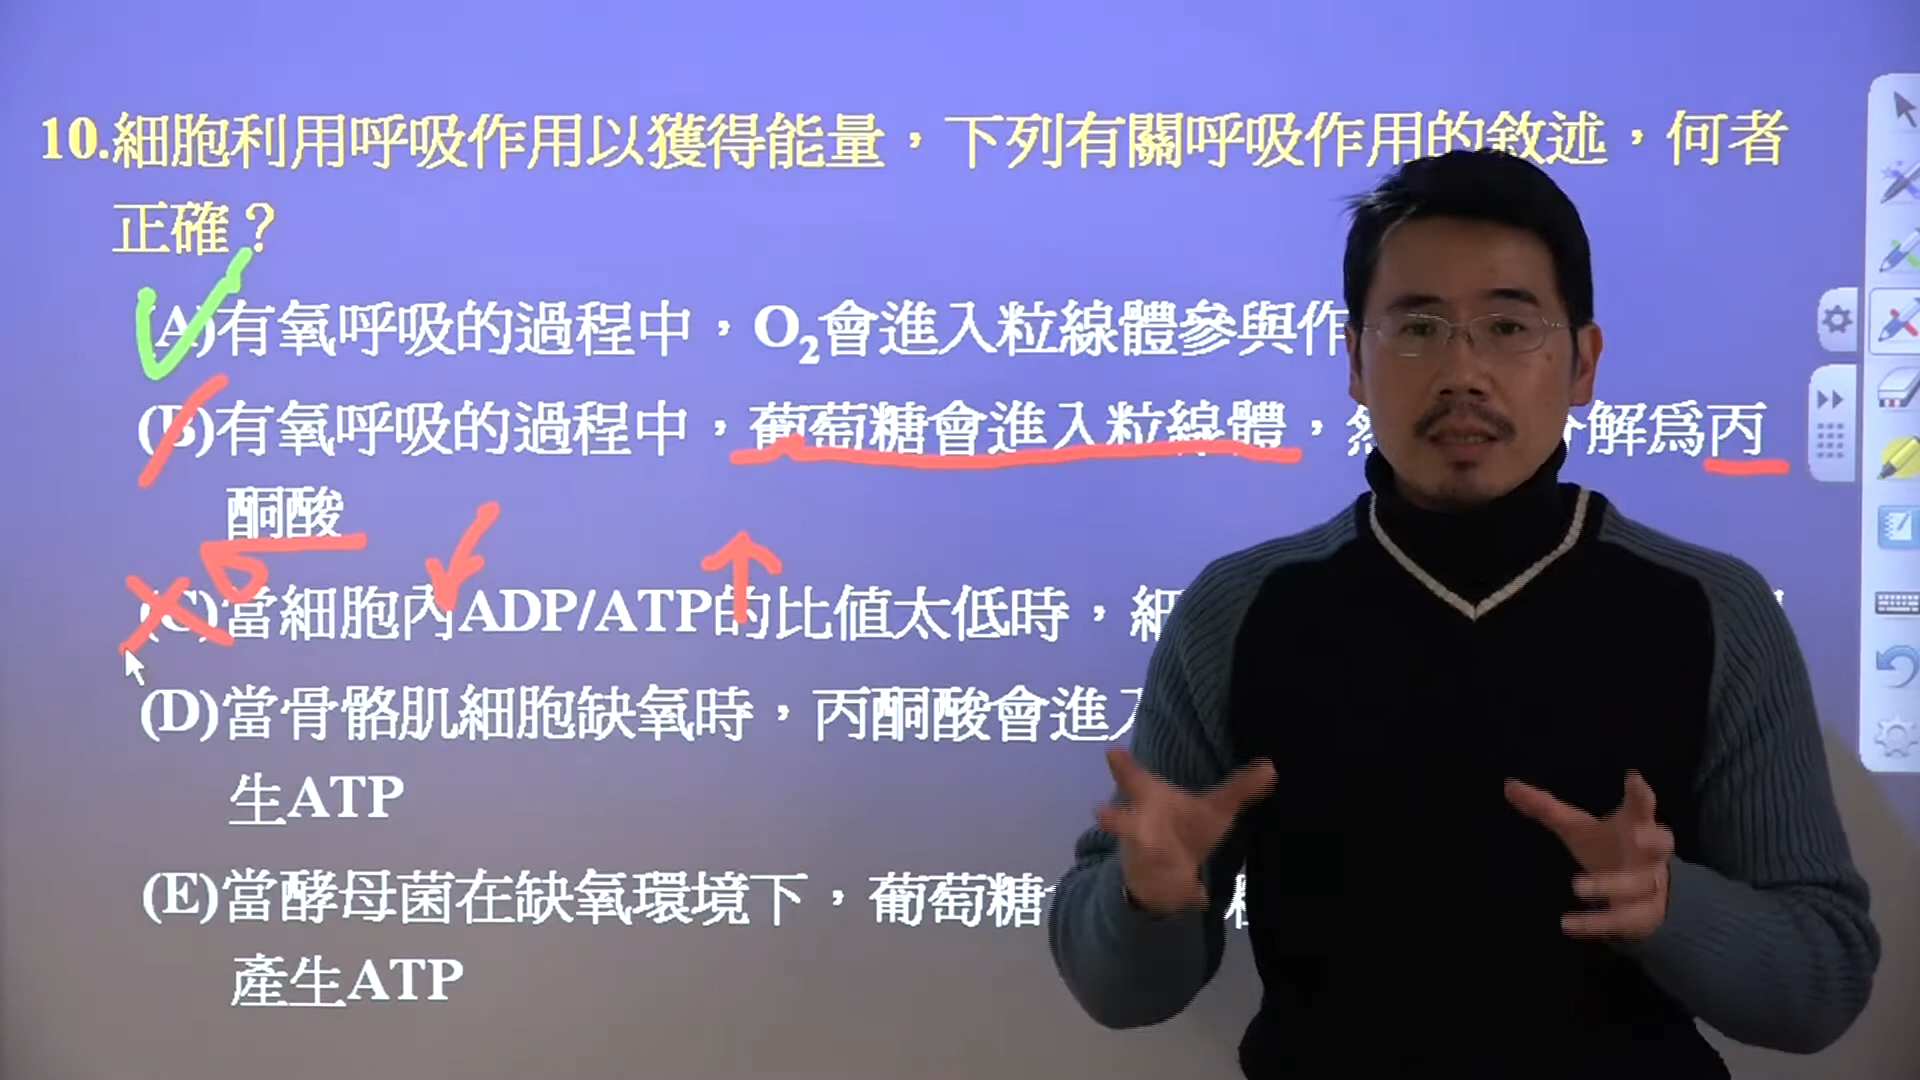 10.細胞利用呼吸作用以獲得能量，下列有關呼吸作用的敘述，何者
正確？
(A)有氧呼吸的過程中，O2會進入粒線體參與作
(B)有氧呼吸的過程中，葡萄糖會進入粒線體，然 分解爲丙
酮酸
(C)當細胞內ADP/ATP的比值太低時，細
(D)當骨骼肌細胞缺氧時，丙酮酸會進入
生ATP
(E)當酵母菌在缺氧環境下，葡萄糖
產生ATP